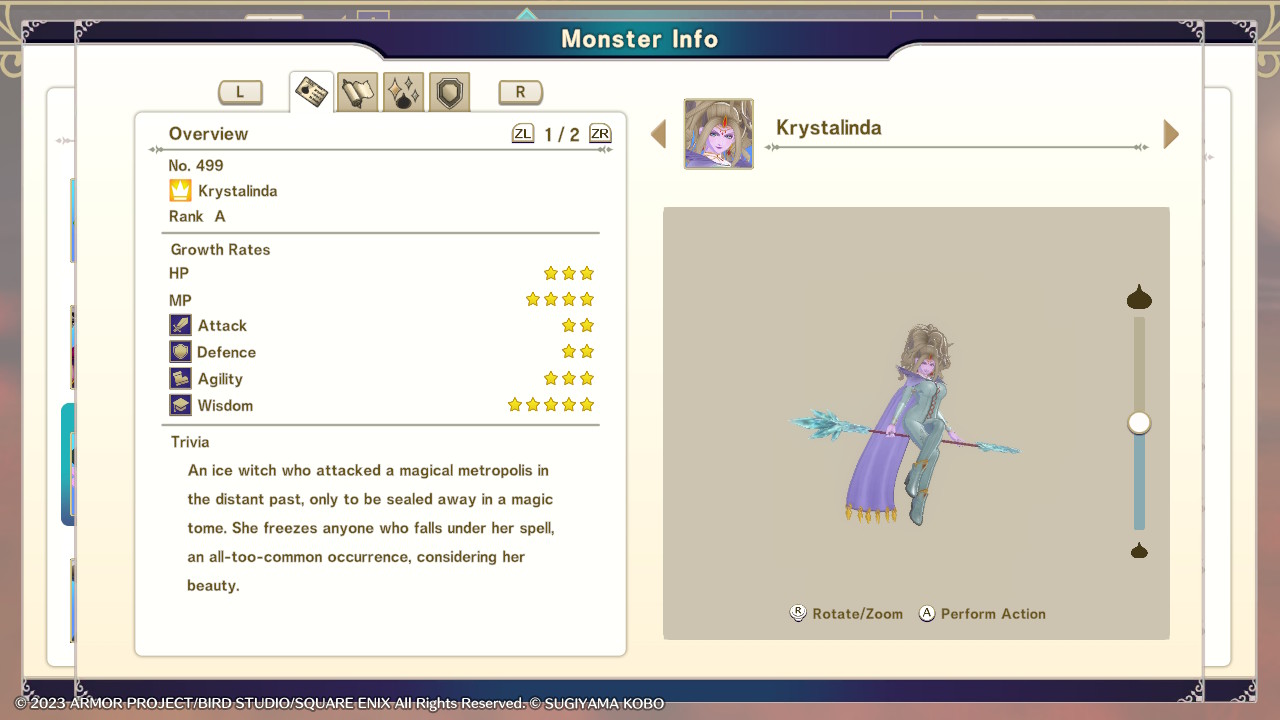 Monster Info
L
R
Overview
ZL 1 / 2 ZR
No. 499
Krystalinda
Rank A
Growth Rates
HP
MP
Attack
Defence
Agility
Wisdom
Trivia
An ice witch who attacked a magical metropolis in
the distant past, only to be sealed away in a magic
tome. She freezes anyone who falls under her spell,
an all-too-common occurrence, considering her
beauty.
Krystalinda
R Rotate/Zoom A Perform Action
© 2023 ARMOR PROJECT/BIRD STUDIO/SQUARE ENIX All Rights Reserved. © SUGIYAMA KOBO